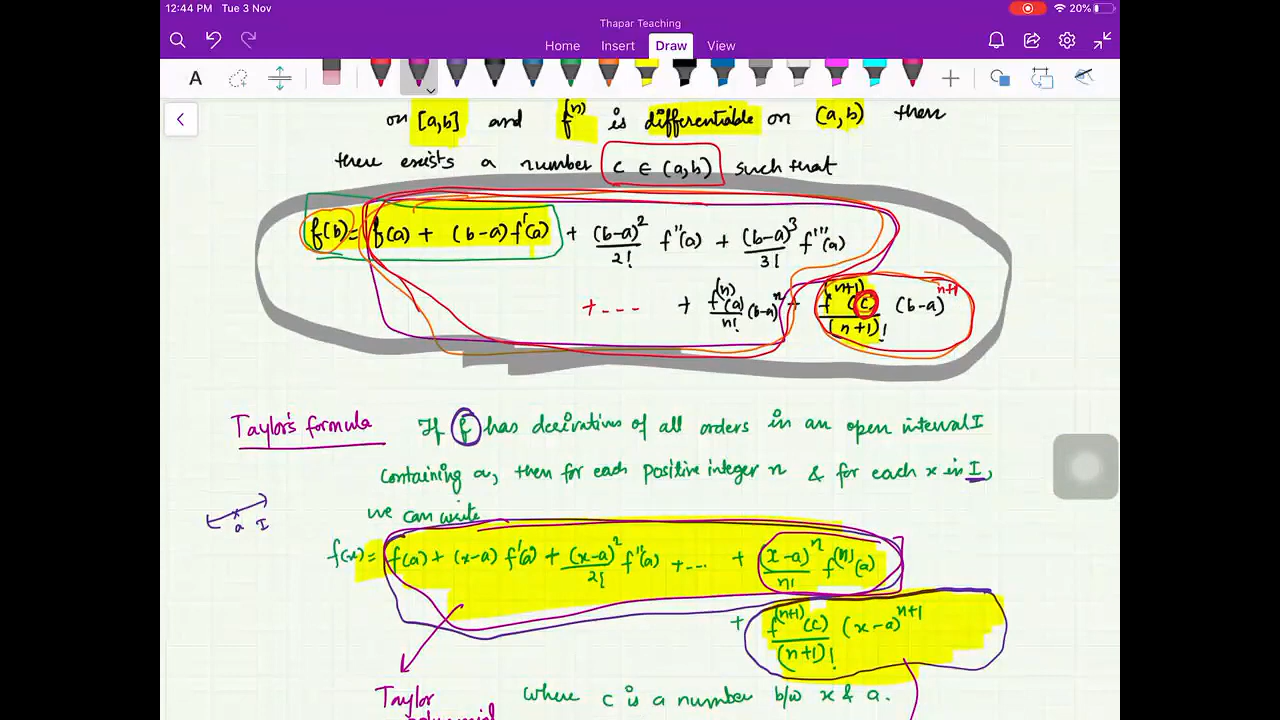 12:44 PM Tue 3 Nov
20%
Thapar Teaching
Home Insert Draw View
A
on [a,b] and f⁽ⁿ⁾ is differentiable on (a,b) then
there exists a number c ∈ (a,b) such that
f(b) = f(a) + (b-a)f'(a) + (b-a)²/2! f''(a) + (b-a)³/3! f'''(a)
+ .... + f⁽ⁿ⁾(a)/n! (b-a)ⁿ + f⁽ⁿ⁺¹⁾(c)/(n+1)! (b-a)ⁿ⁺¹
Taylor's formula If f has derivatives of all orders in an open interval I
containing a, then for each positive integer n & for each x in I,
a I
we can write
f(x) = f(a) + (x-a) f'(a) + (x-a)²/2! f''(a) + ... + (x-a)ⁿ/n! f⁽ⁿ⁾(a)
+ f⁽ⁿ⁺¹⁾(c)/(n+1)! (x-a)ⁿ⁺¹
Taylor where c is a number b/w x & a.
polynomial